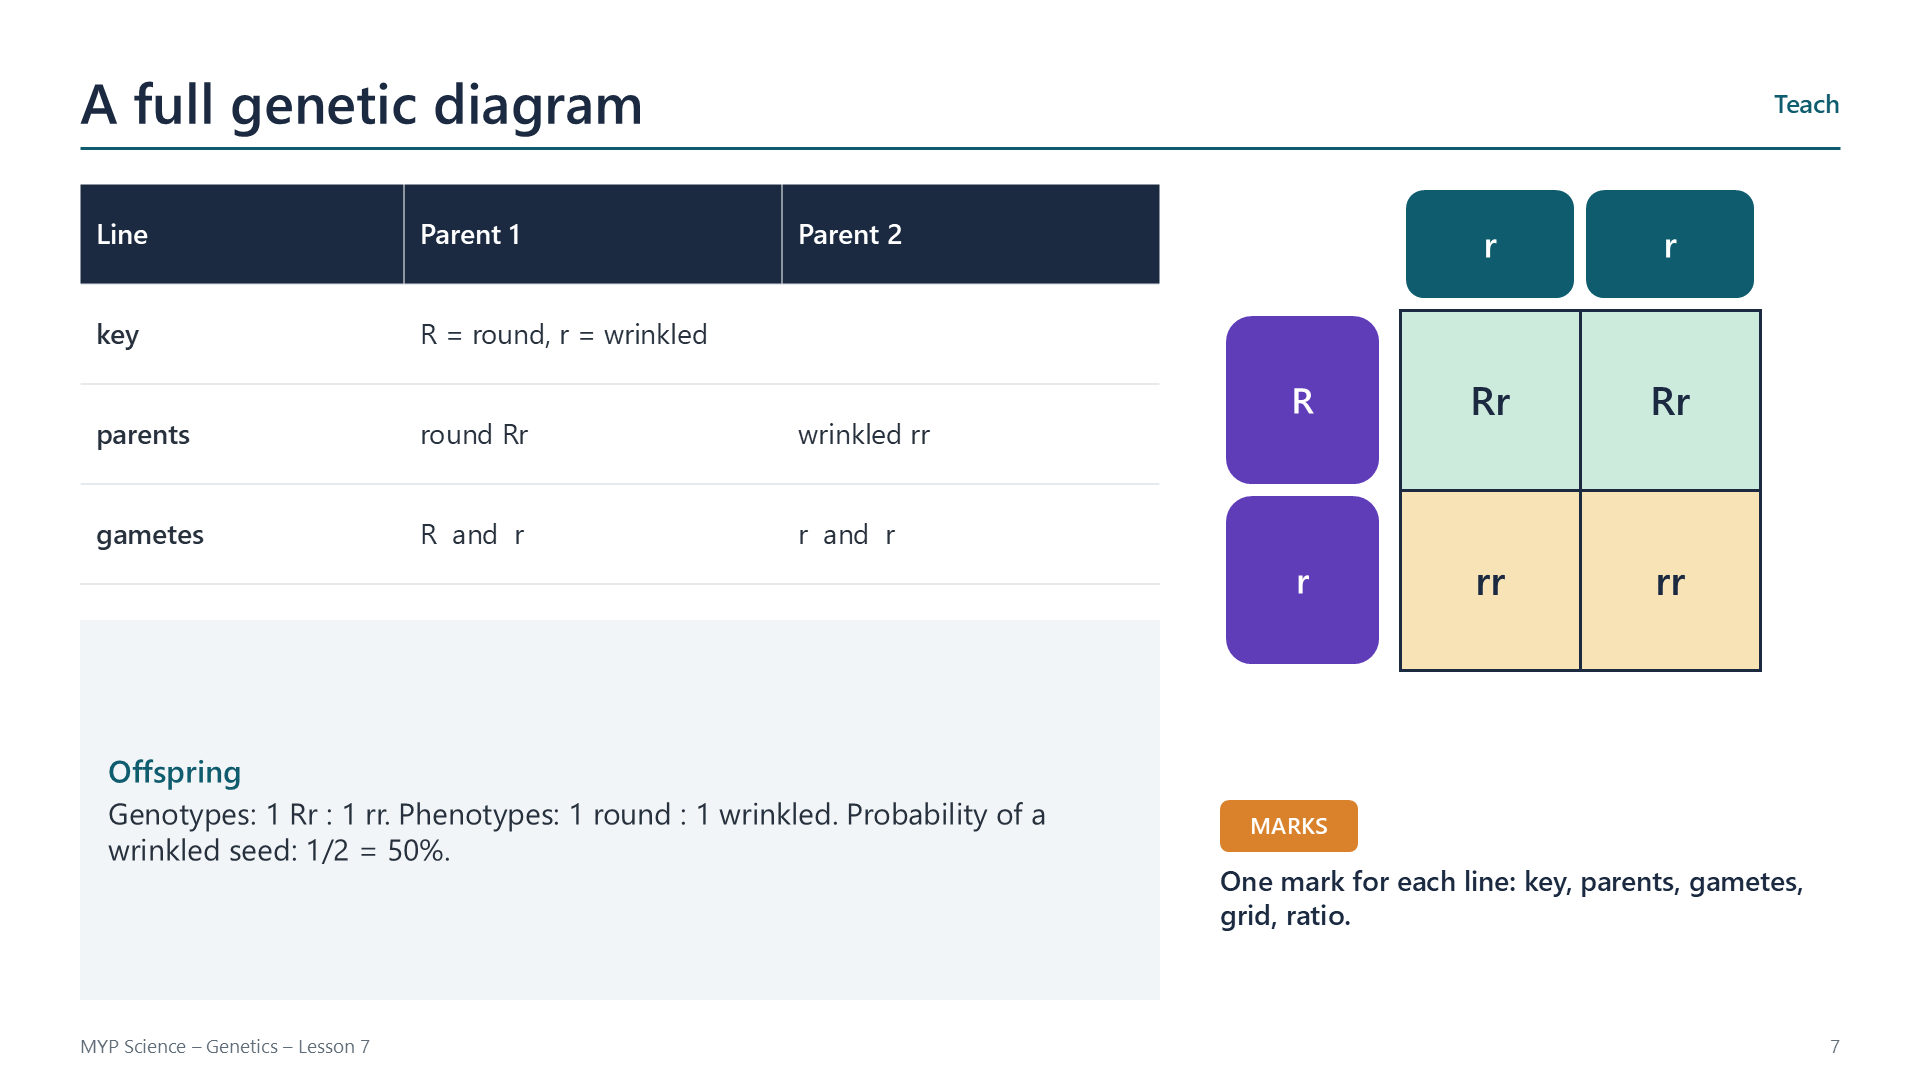 A full genetic diagram
Teach
Line Parent 1 Parent 2
key R = round, r = wrinkled
parents round Rr wrinkled rr
gametes R and r r and r
Offspring
Genotypes: 1 Rr : 1 rr. Phenotypes: 1 round : 1 wrinkled. Probability of a
wrinkled seed: 1/2 = 50%.
r r
R Rr Rr
r rr rr
MARKS
One mark for each line: key, parents, gametes,
grid, ratio.
MYP Science – Genetics – Lesson 7
7